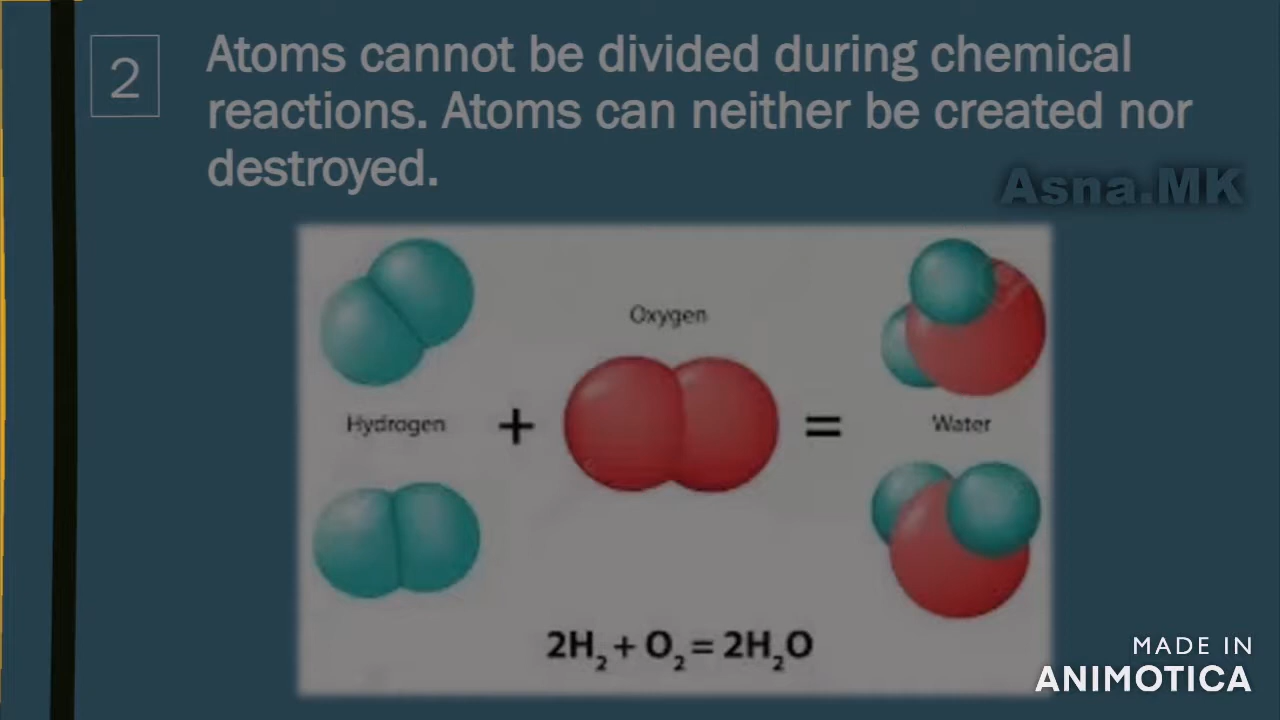 2
Atoms cannot be divided during chemical
reactions. Atoms can neither be created nor
destroyed.
Asna.MK
Oxygen
Hydrogen
+
=
Water
2H₂ + O₂ = 2H₂O
MADE IN
ANIMOTICA